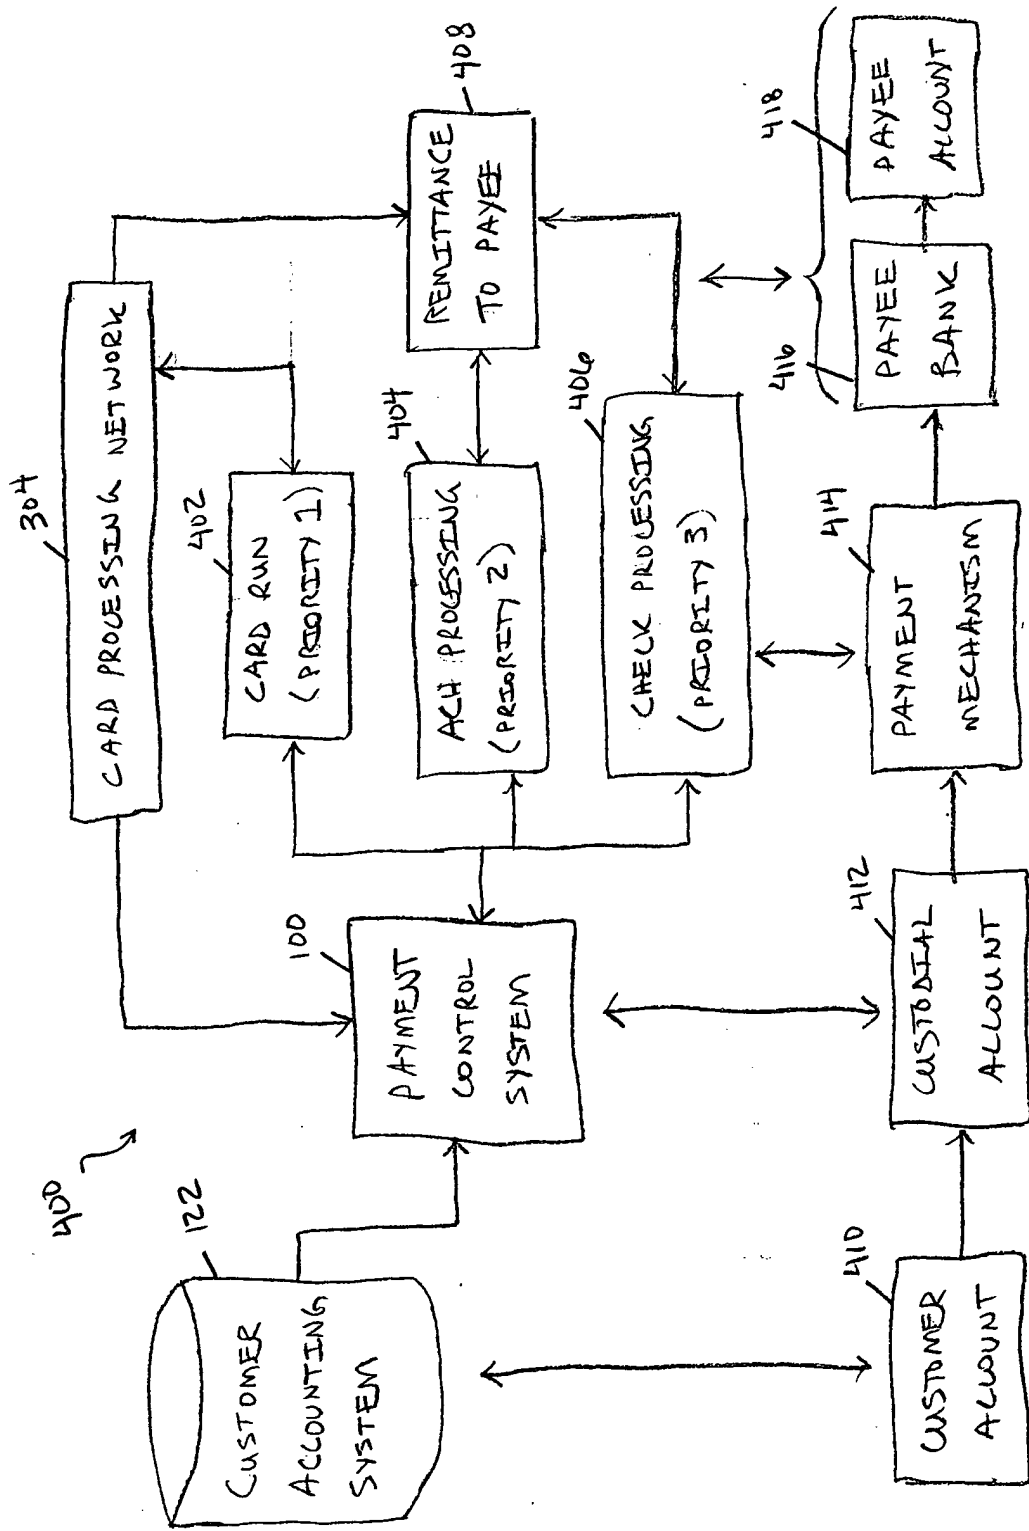 400
304
CARD PROCESSING NETWORK
122
CUSTOMER
ACCOUNTING
SYSTEM
100
PAYMENT
CONTROL
SYSTEM
402
CARD RUN
(PRIORITY 1)
404
ACH PROCESSING
(PRIORITY 2)
406
CHECK PROCESSING
(PRIORITY 3)
408
REMITTANCE
TO PAYEE
410
CUSTOMER
ACCOUNT
412
CUSTODIAL
ACCOUNT
414
PAYMENT
MECHANISM
416
PAYEE
BANK
418
PAYEE
ACCOUNT